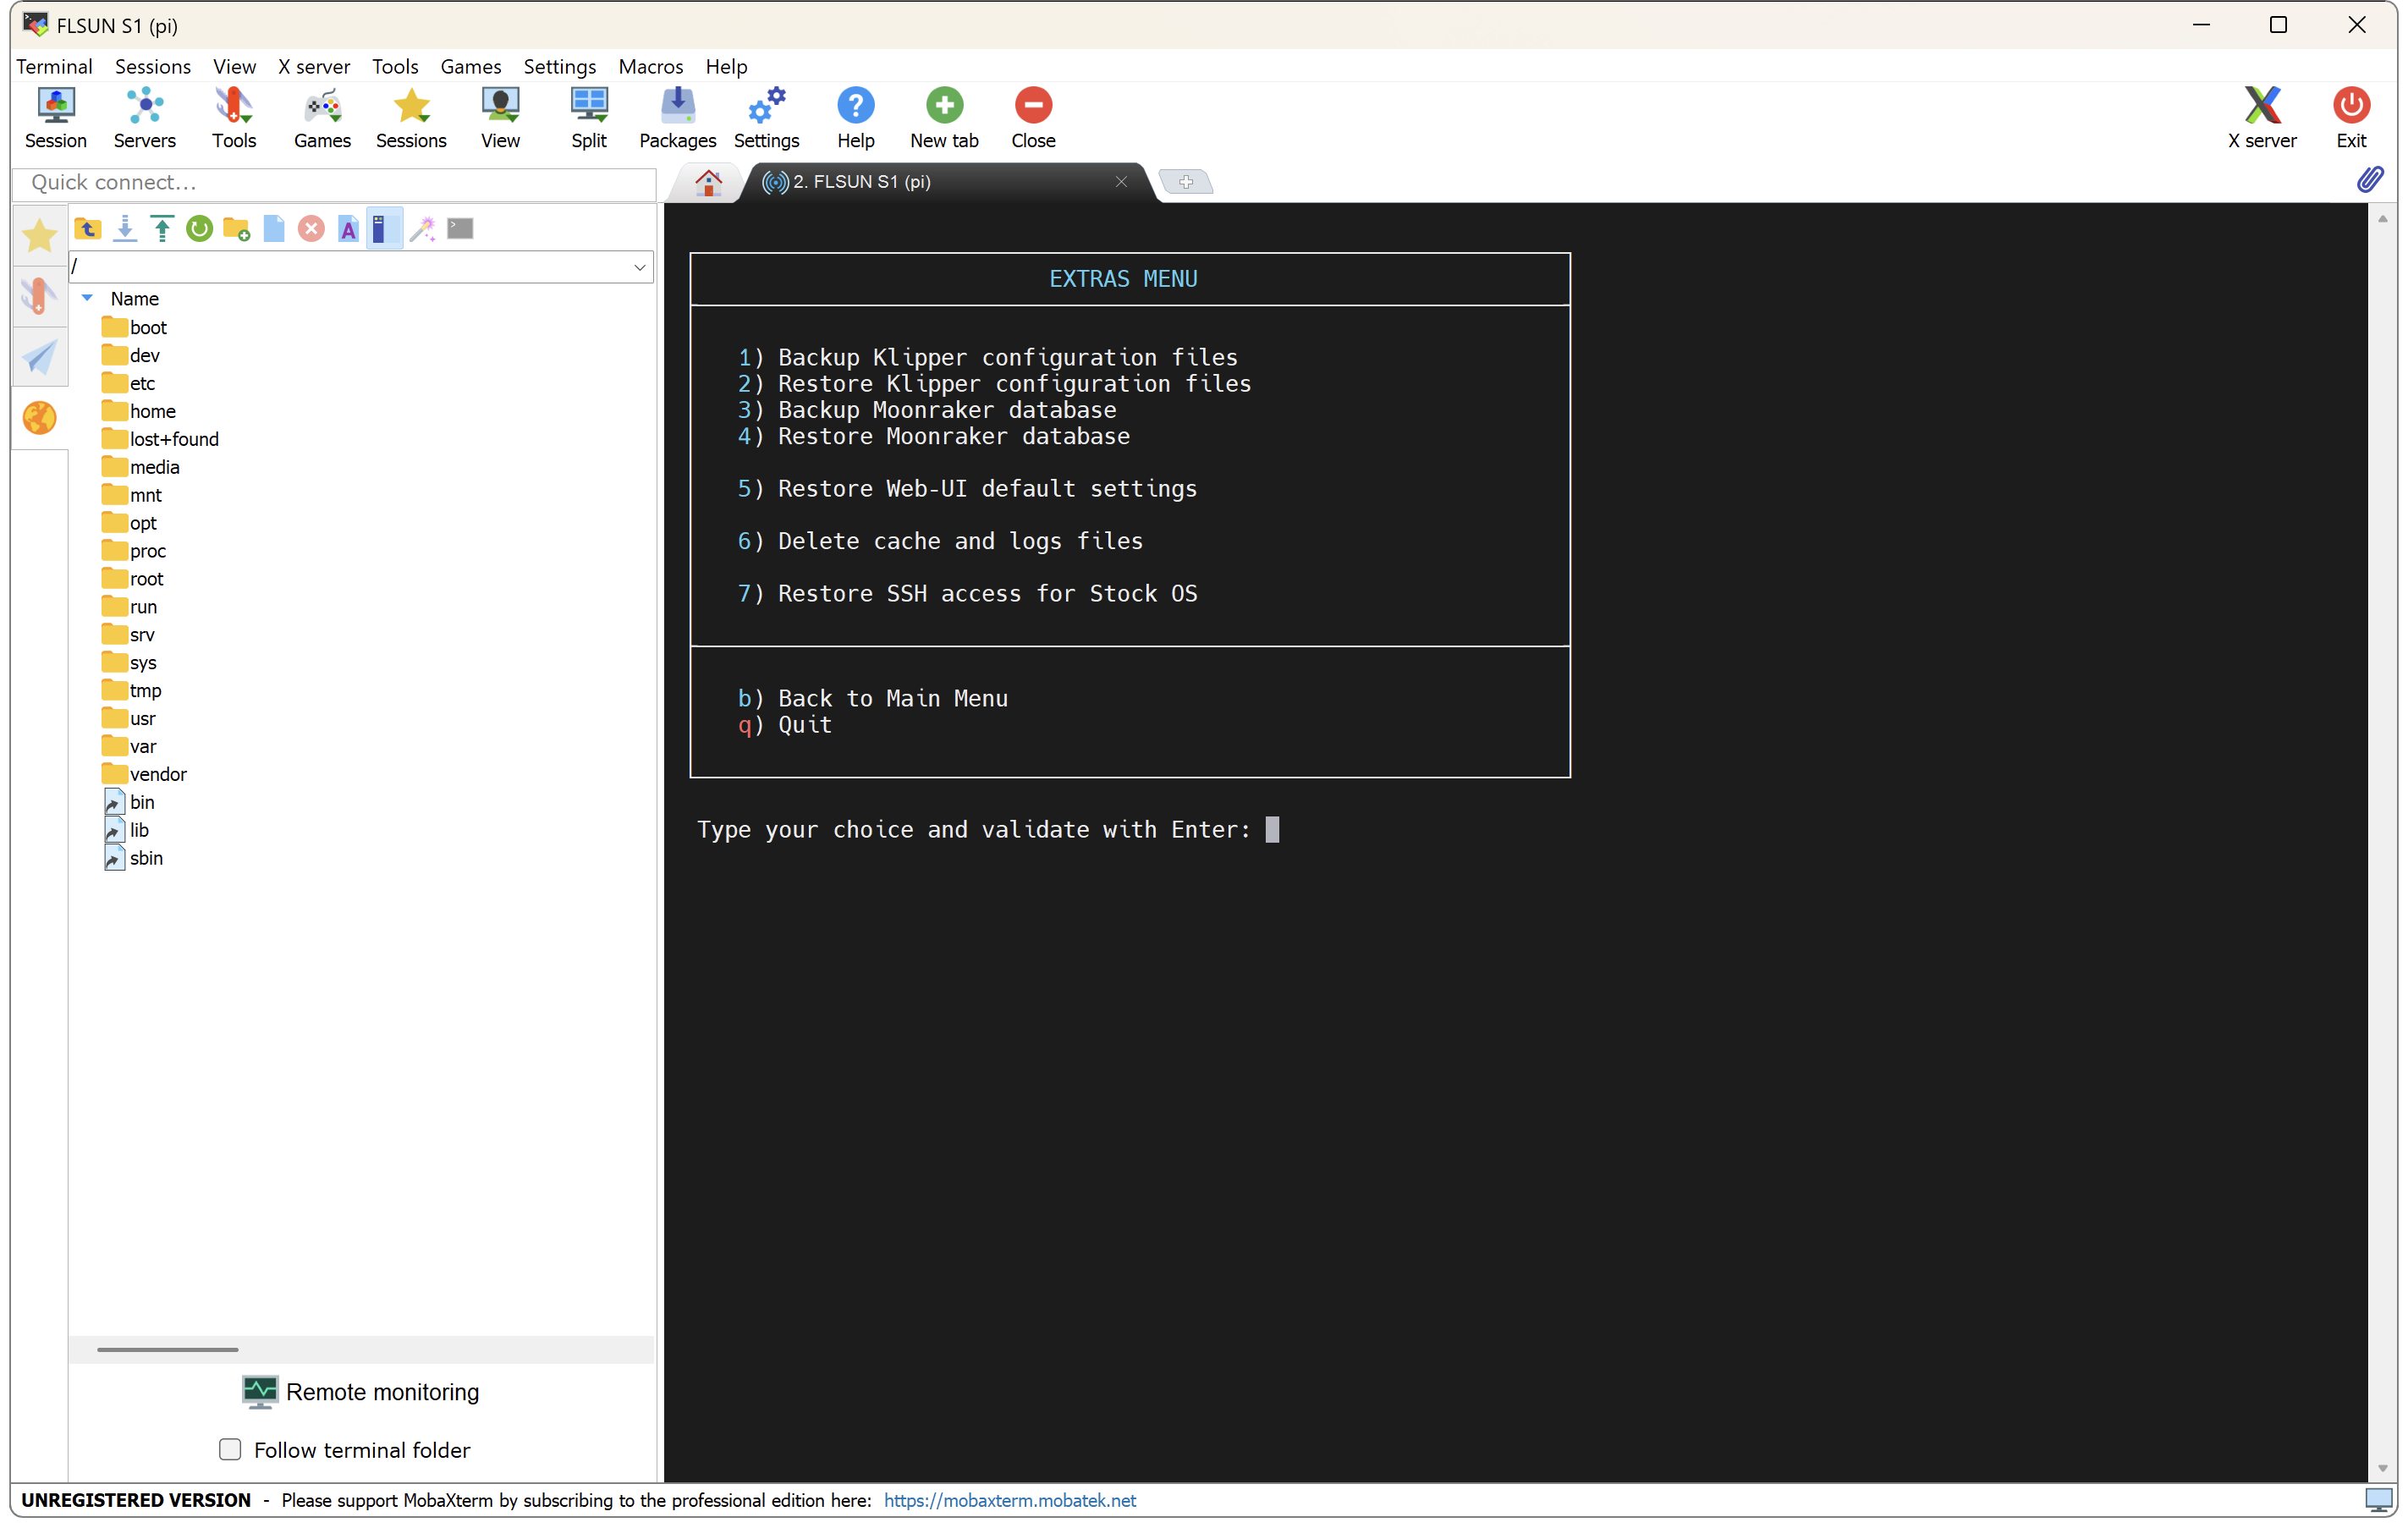 FLSUN S1 (pi)
Terminal Sessions View X server Tools Games Settings Macros Help
Session Servers Tools Games Sessions View Split Packages Settings Help New tab Close X server Exit
Quick connect...
2. FLSUN S1 (pi)
/
Name
boot
dev
etc
home
lost+found
media
mnt
opt
proc
root
run
srv
sys
tmp
usr
var
vendor
bin
lib
sbin
Remote monitoring
Follow terminal folder
EXTRAS MENU
1) Backup Klipper configuration files
2) Restore Klipper configuration files
3) Backup Moonraker database
4) Restore Moonraker database
5) Restore Web-UI default settings
6) Delete cache and logs files
7) Restore SSH access for Stock OS
b) Back to Main Menu
q) Quit
Type your choice and validate with Enter:
UNREGISTERED VERSION - Please support MobaXterm by subscribing to the professional edition here: https://mobaxterm.mobatek.net